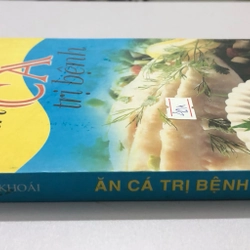 CÁ
trị bệnh
KHOÁI ĂN CÁ TRỊ BỆNH